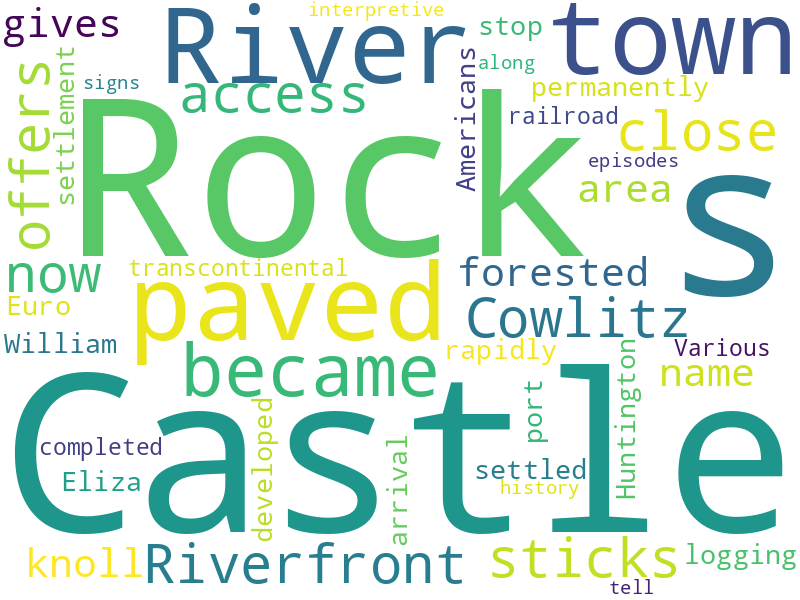 gives
River
interpretive
stop
town
signs
access
along
Americans
permanently
railroad
close
offers
settlement
Rock
episodes
area
s
now
transcontinental
forested
Euro
paved
Cowlitz
William
became
rapidly
Various
name
Castle
completed
Eliza
developed
arrival
port
settled
history
Huntington
knoll
Riverfront
sticks
logging
tell